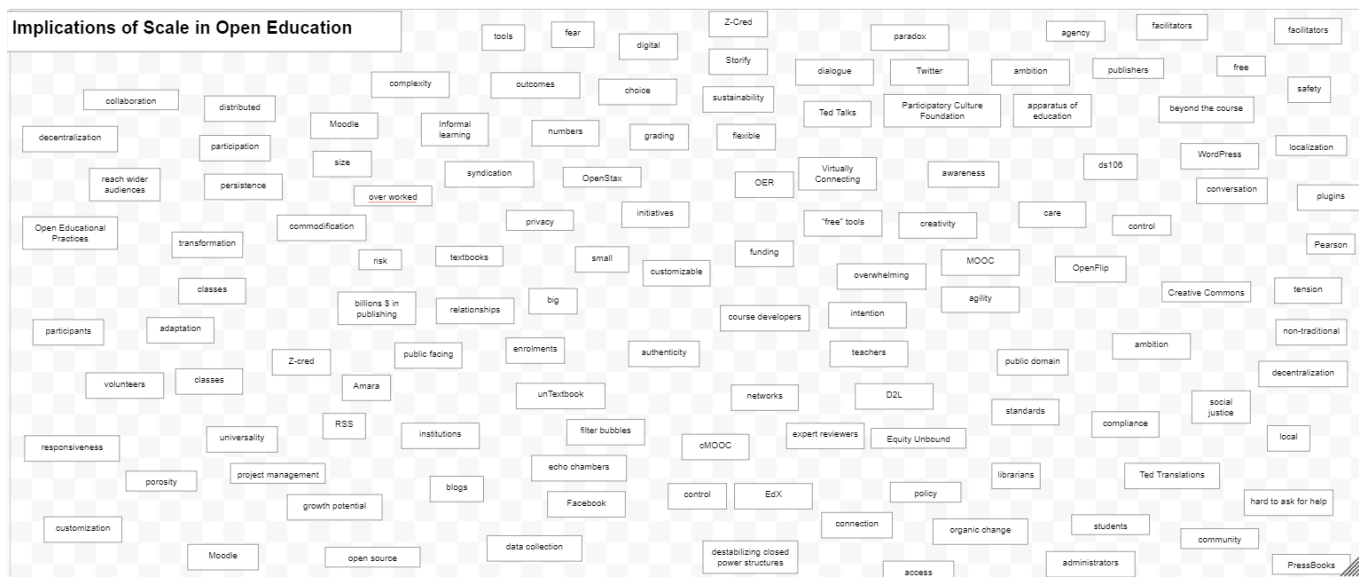 Implications of Scale in Open Education
tools
fear
digital
Z-Cred
paradox
agency
facilitators
facilitators
Storify
dialogue
Twitter
ambition
publishers
free
complexity
outcomes
choice
safety
collaboration
distributed
sustainability
Ted Talks
Participatory Culture
Foundation
apparatus of
education
beyond the course
decentralization
participation
Moodle
Informal
learning
numbers
grading
flexible
localization
size
syndication
OpenStax
OER
Virtually
Connecting
awareness
ds106
WordPress
reach wider
audiences
persistence
over worked
conversation
plugins
Open Educational
Practices
transformation
commodification
privacy
initiatives
"free" tools
creativity
care
control
Pearson
risk
textbooks
small
customizable
funding
overwhelming
MOOC
OpenFlip
classes
billions $ in
publishing
relationships
big
agility
Creative Commons
tension
participants
adaptation
course developers
intention
non-traditional
Z-cred
public facing
enrolments
authenticity
teachers
public domain
ambition
decentralization
volunteers
classes
Amara
unTextbook
networks
D2L
standards
social
justice
compliance
responsiveness
universality
RSS
institutions
filter bubbles
cMOOC
expert reviewers
Equity Unbound
local
porosity
project management
echo chambers
librarians
Ted Translations
growth potential
blogs
Facebook
control
EdX
policy
hard to ask for help
customization
connection
organic change
students
community
Moodle
open source
data collection
destabilizing closed
power structures
access
administrators
PressBooks